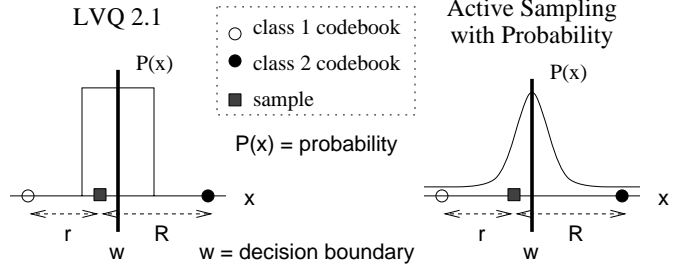 LVQ 2.1
Active Sampling
with Probability
class 1 codebook
class 2 codebook
sample
P(x)
P(x)
P(x) = probability
x
x
r
R
r
R
w
w = decision boundary
w